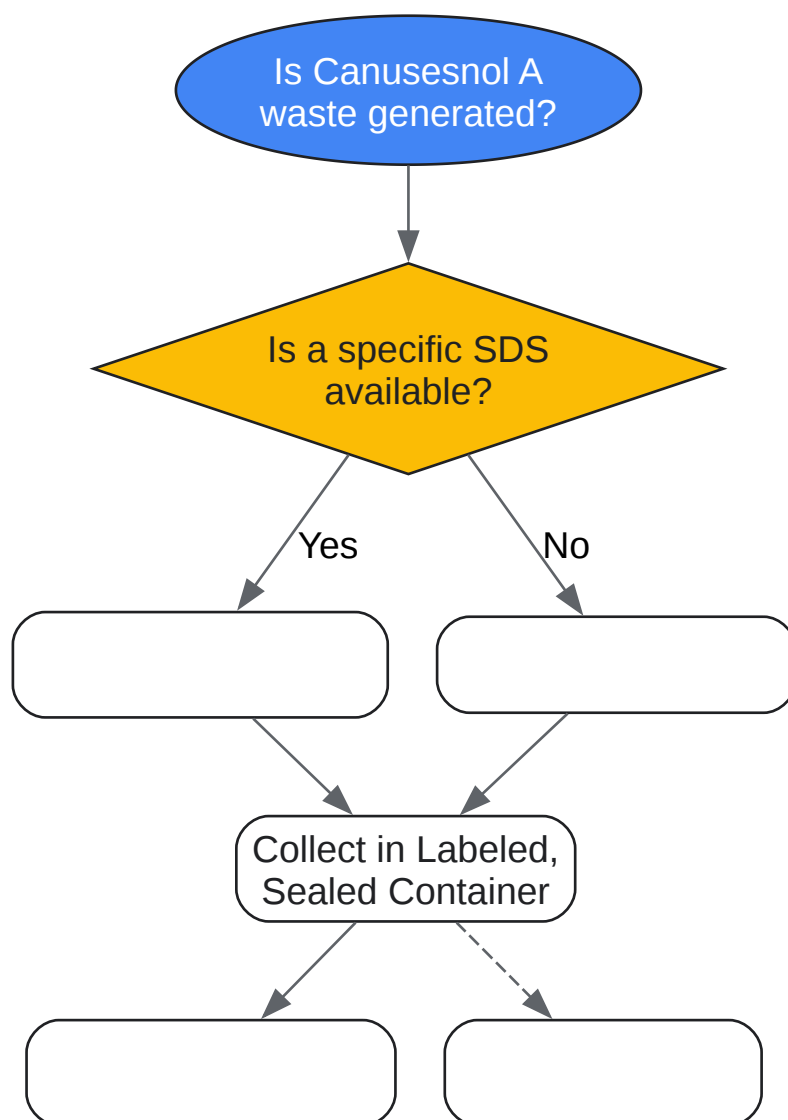 Is Canusesnol A
waste generated?
Is a specific SDS
available?
Yes
No
Collect in Labeled,
Sealed Container